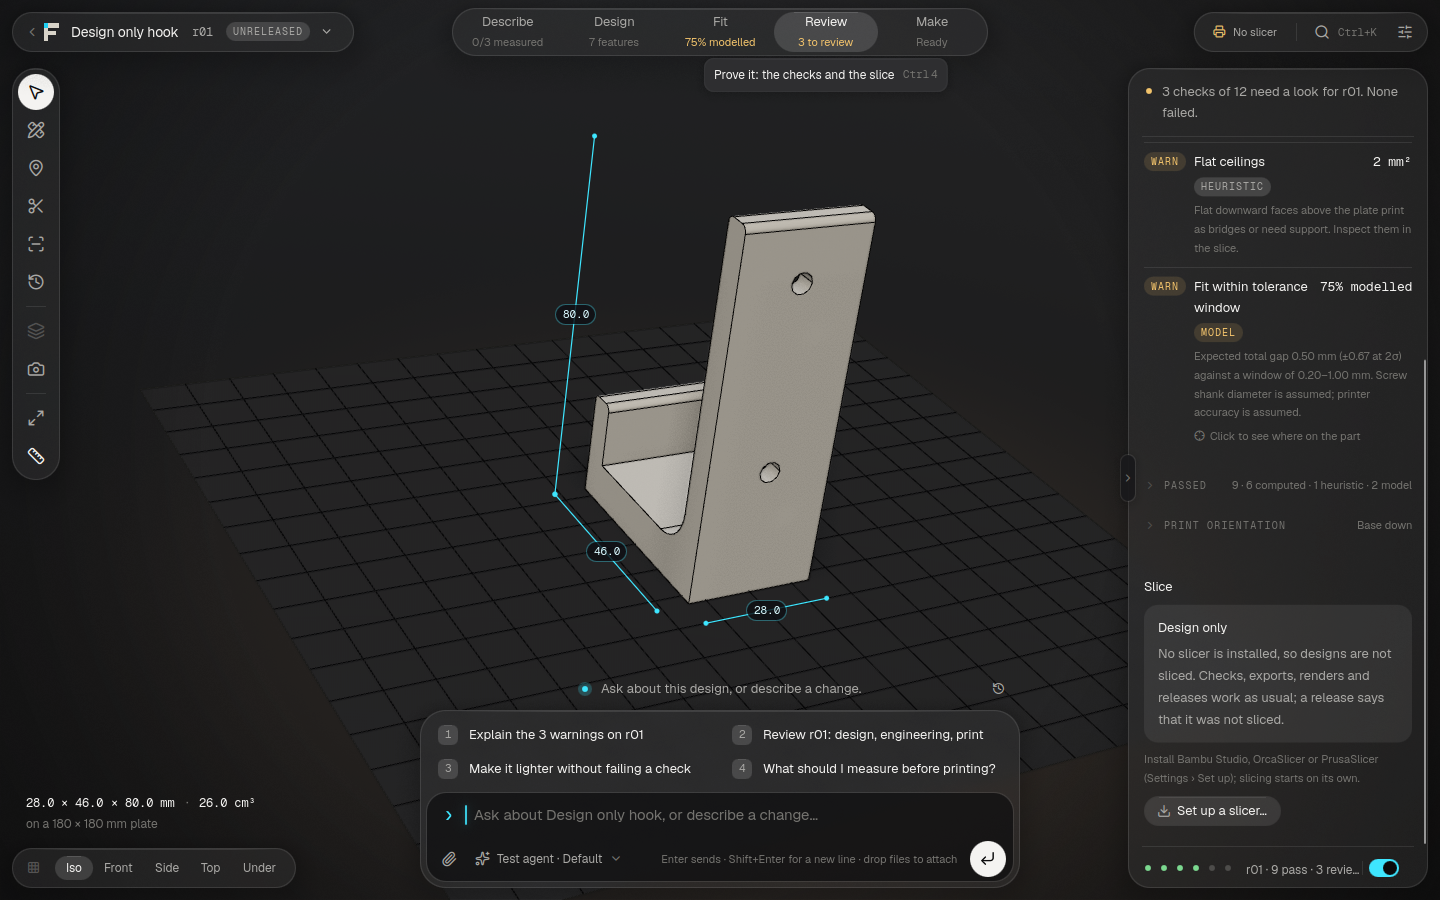 Design only hook r01 UNRELEASED
Describe
0/3 measured
Design
7 features
Fit
75% modelled
Review
3 to review
Make
Ready
No slicer
Ctrl+K
Prove it: the checks and the slice Ctrl 4
3 checks of 12 need a look for r01. None
failed.
WARN Flat ceilings 2 mm²
HEURISTIC
Flat downward faces above the plate print
as bridges or need support. Inspect them in
the slice.
WARN Fit within tolerance 75% modelled
window
MODEL
Expected total gap 0.50 mm (±0.67 at 2σ)
against a window of 0.20–1.00 mm. Screw
shank diameter is assumed; printer
accuracy is assumed.
Click to see where on the part
PASSED 9 · 6 computed · 1 heuristic · 2 model
PRINT ORIENTATION Base down
Slice
Design only
No slicer is installed, so designs are not
sliced. Checks, exports, renders and
releases work as usual; a release says
that it was not sliced.
Install Bambu Studio, OrcaSlicer or PrusaSlicer
(Settings › Set up); slicing starts on its own.
Set up a slicer…
r01 · 9 pass · 3 revie…
80.0
46.0
28.0
Ask about this design, or describe a change.
1 Explain the 3 warnings on r01
2 Review r01: design, engineering, print
3 Make it lighter without failing a check
4 What should I measure before printing?
Ask about Design only hook, or describe a change…
Test agent · Default
Enter sends · Shift+Enter for a new line · drop files to attach
28.0 × 46.0 × 80.0 mm · 26.0 cm³
on a 180 × 180 mm plate
Iso Front Side Top Under